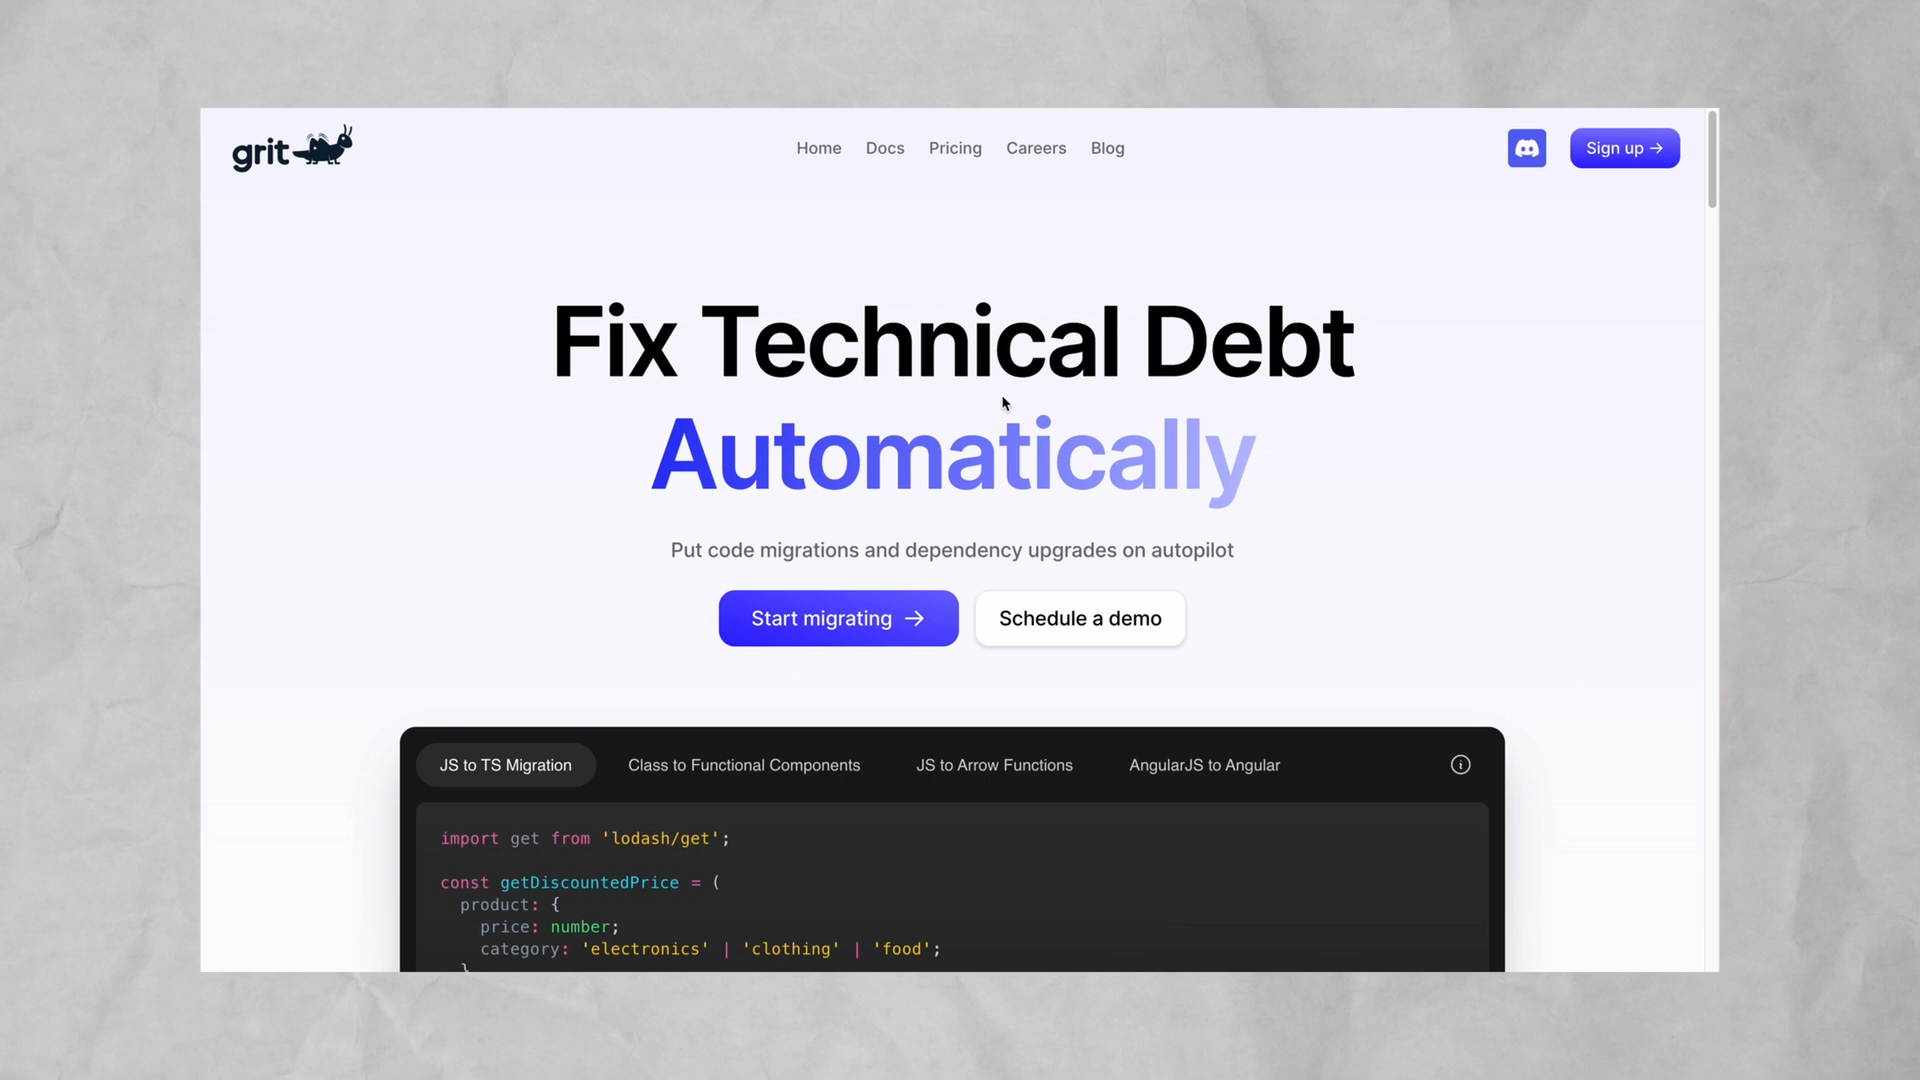 grit
Home Docs Pricing Careers Blog
Sign up →
Fix Technical Debt
Automatically
Put code migrations and dependency upgrades on autopilot
Start migrating →
Schedule a demo
JS to TS Migration Class to Functional Components JS to Arrow Functions AngularJS to Angular
import get from 'lodash/get';
const getDiscountedPrice = (
product: {
price: number;
category: 'electronics' | 'clothing' | 'food';
}